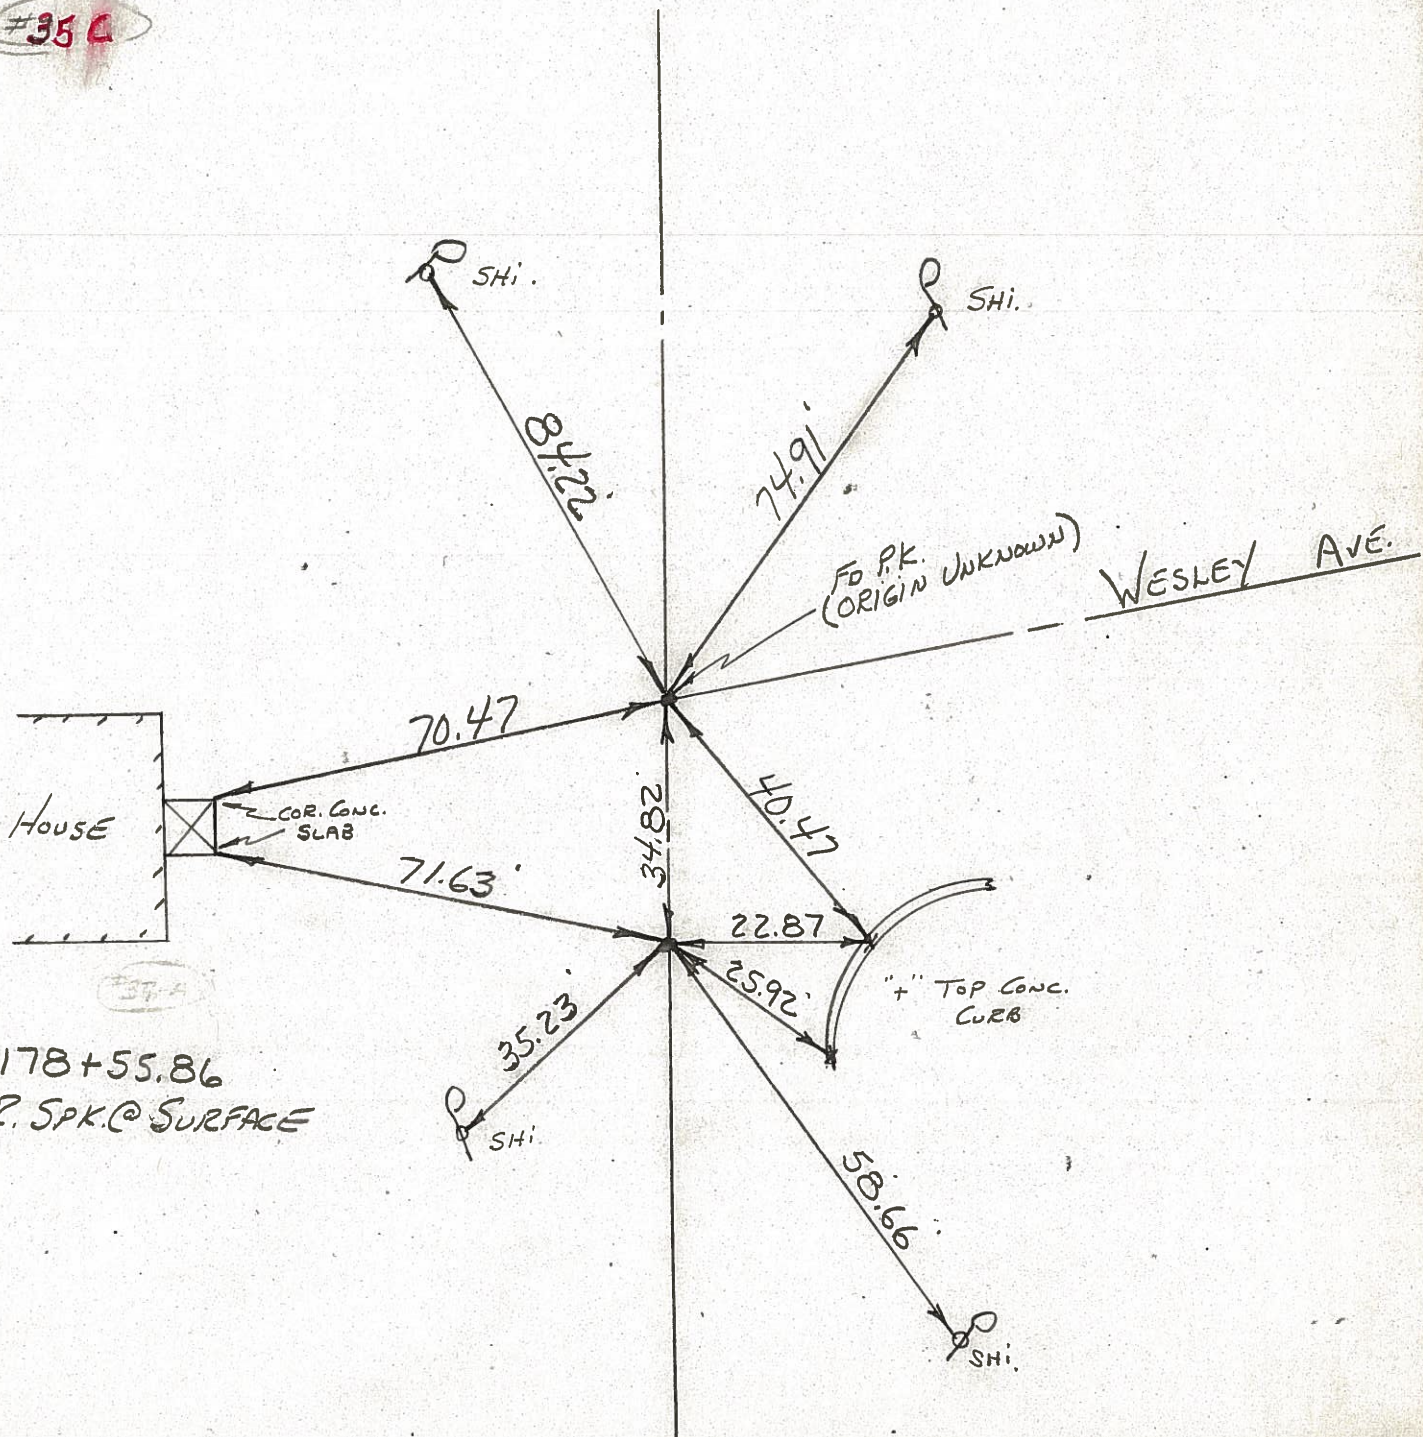 #35C
SHI.
SHI.
84.22'
74.91'
FD P.K.
(ORIGIN UNKNOWN)
WESLEY AVE.
70.47
HOUSE
COR. CONC.
SLAB
34.82'
40.47
71.63'
22.87
25.92'
"+" TOP CONC.
CURB
35.23'
178+55.86
R. SPK.@ SURFACE
SHI.
58.66'
SHI.